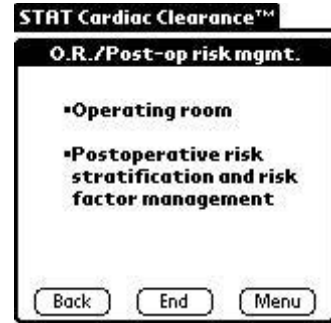 STAT Cardiac Clearance™
O.R./Post-op risk mgmt.
▪Operating room
▪Postoperative risk
stratification and risk
factor management
Back End Menu